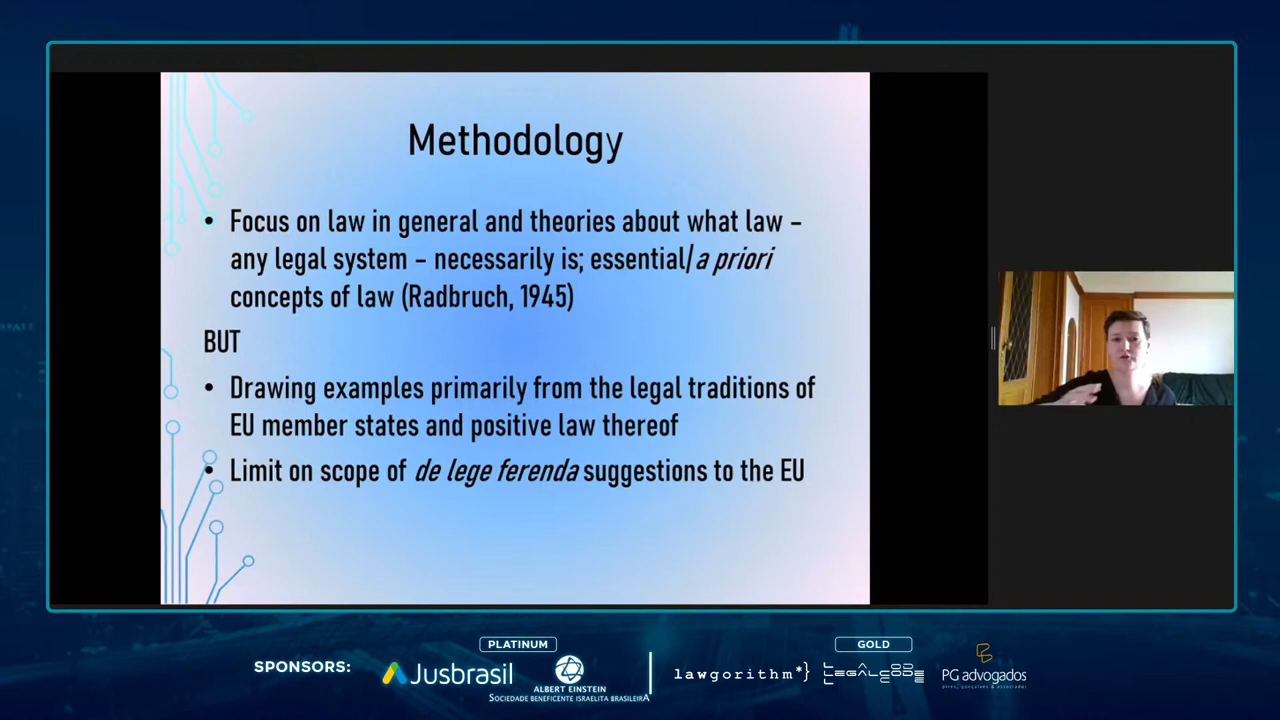 Methodology
• Focus on law in general and theories about what law –
any legal system – necessarily is; essential/a priori
concepts of law (Radbruch, 1945)
BUT
• Drawing examples primarily from the legal traditions of
EU member states and positive law thereof
• Limit on scope of de lege ferenda suggestions to the EU
PLATINUM
GOLD
SPONSORS:
Jusbrasil
ALBERT EINSTEIN
SOCIEDADE BENEFICENTE ISRAELITA BRASILEIRA
lawgorithm*}
LEGALCODE
PG advogados